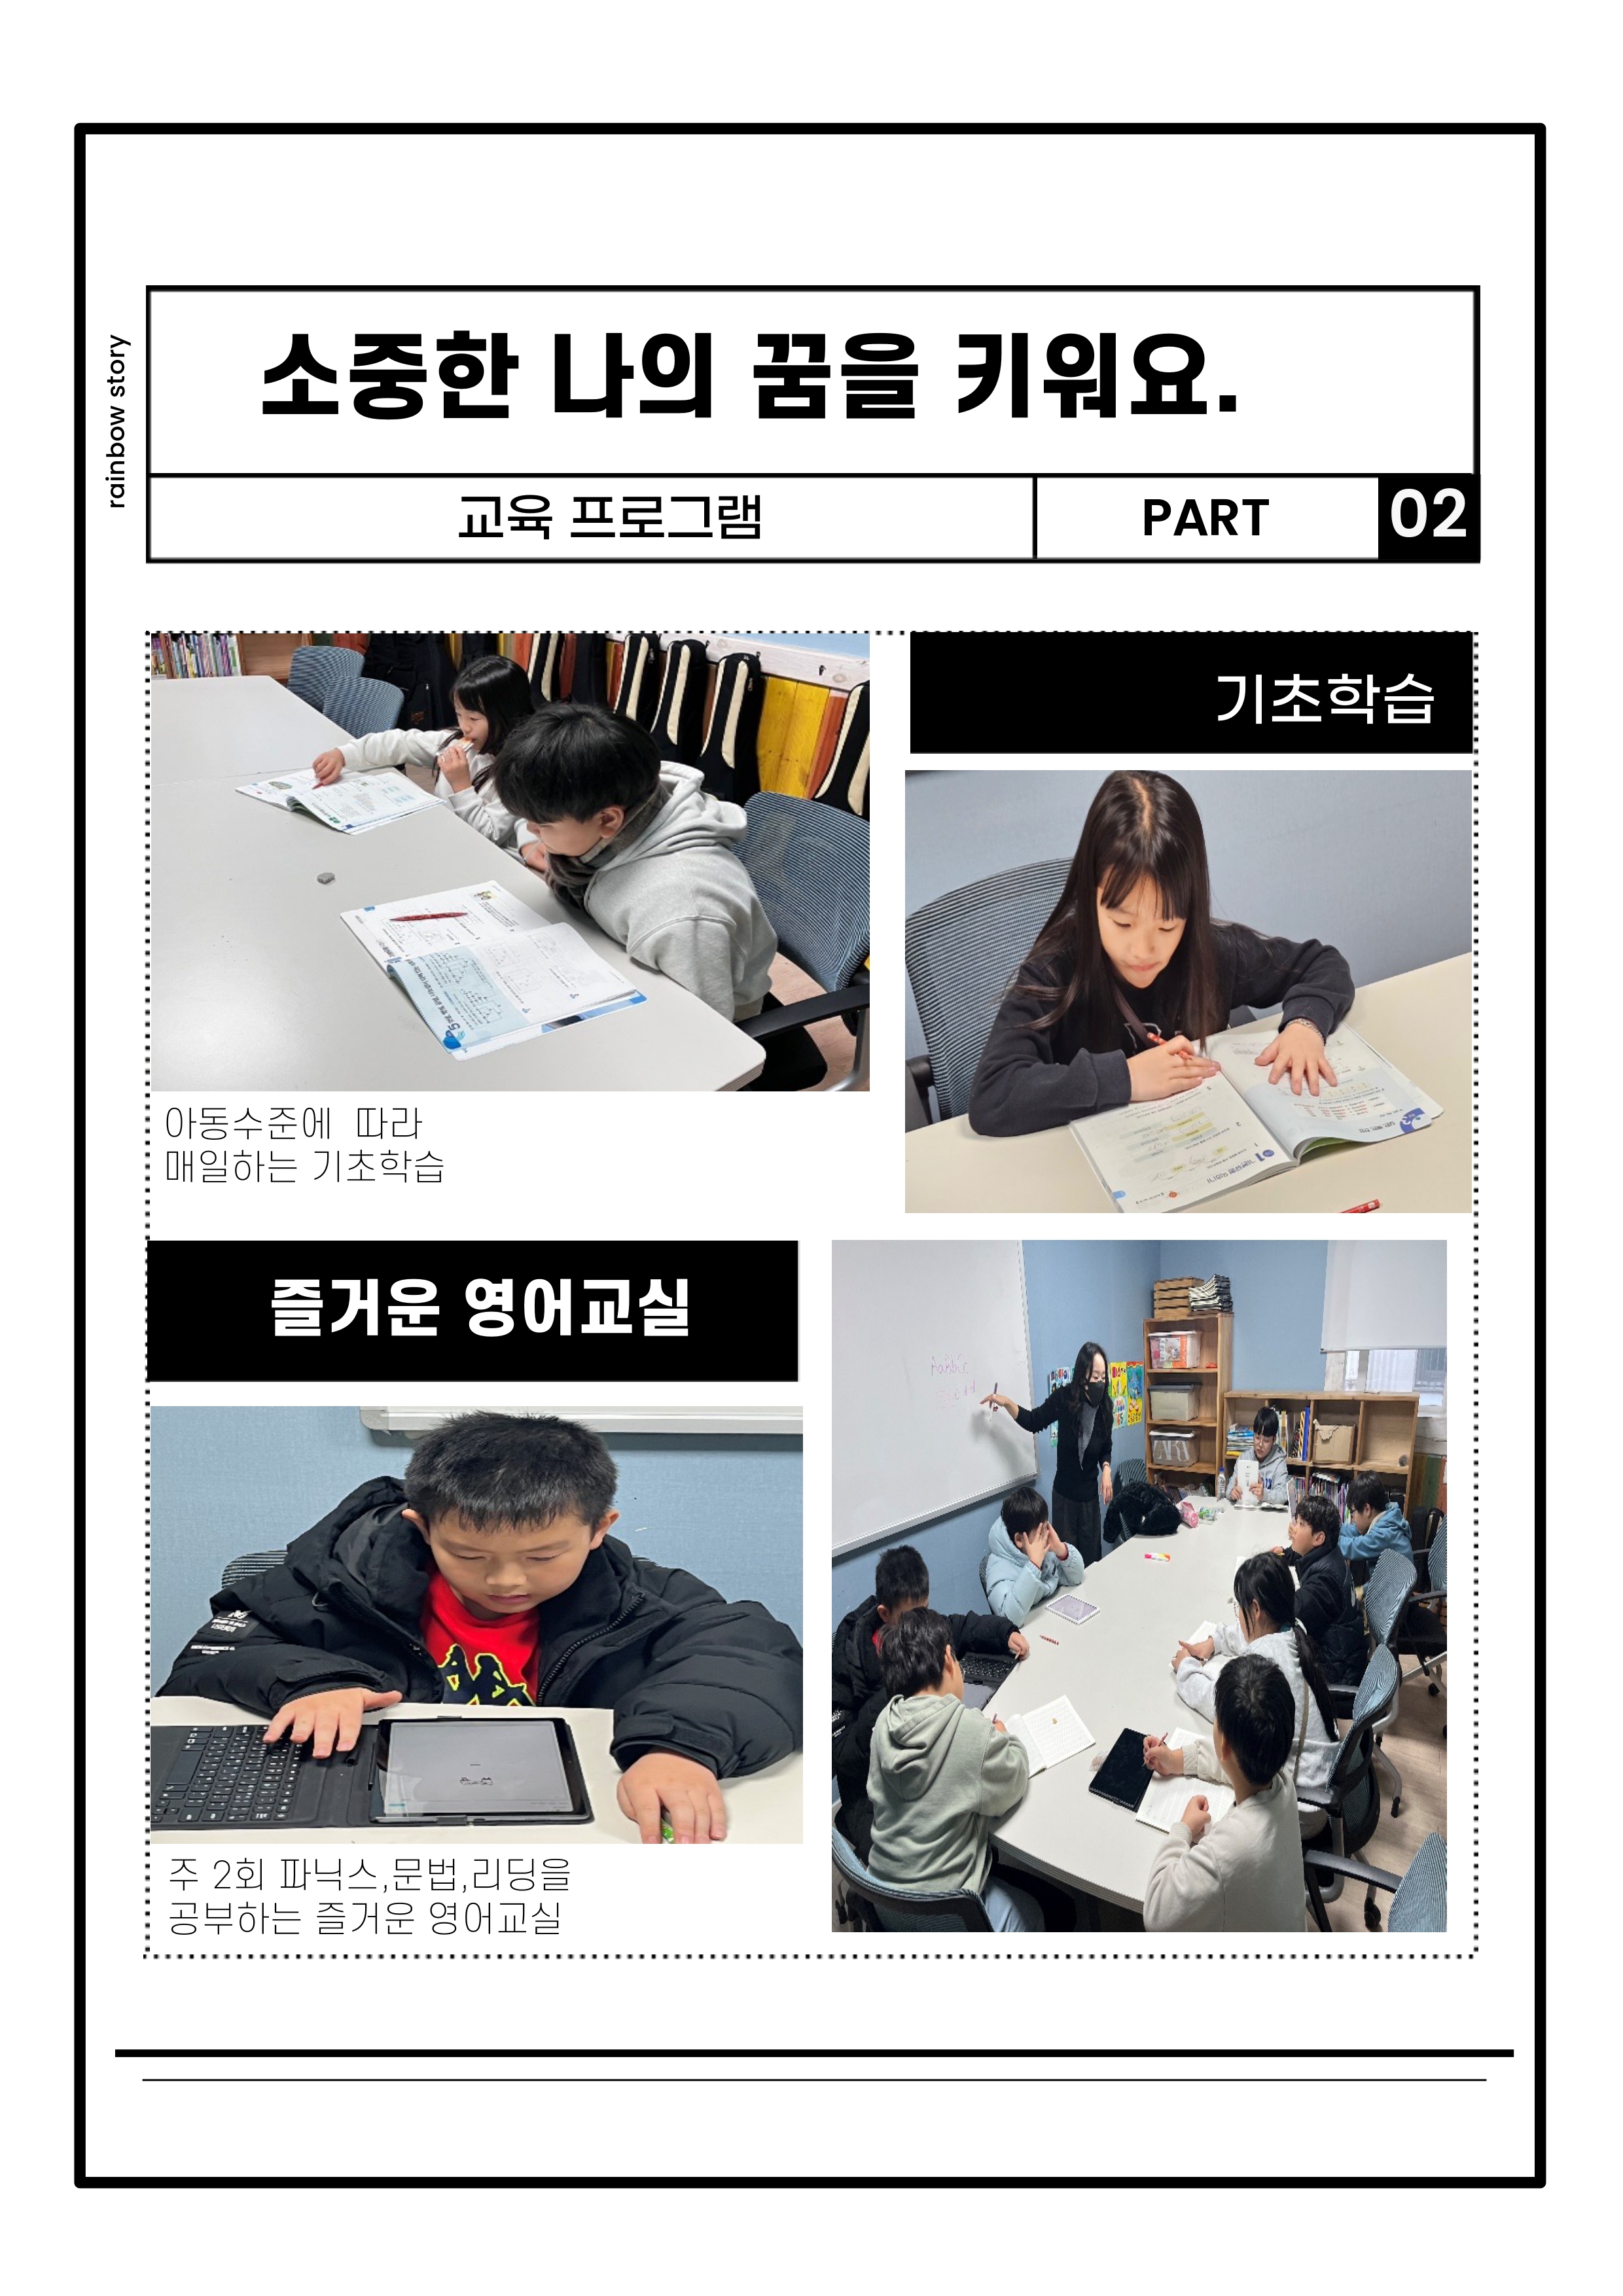 rainbow story
소중한 나의 꿈을 키워요.
교육 프로그램
PART
02
기초학습
아동수준에 따라
매일하는 기초학습
즐거운 영어교실
주 2회 파닉스,문법,리딩을
공부하는 즐거운 영어교실